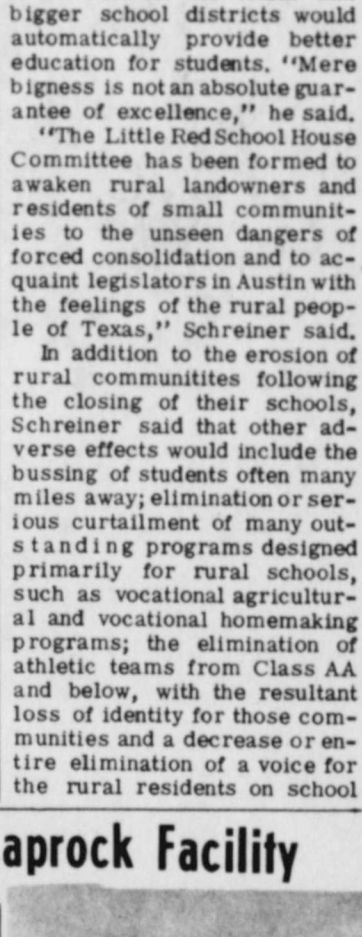 bigger school districts would
automatically provide better
education for students. "Mere
bigness is not an absolute guar-
antee of excellence," he said.
"The Little Red School House
Committee has been formed to
awaken rural landowners and
residents of small communit-
ies to the unseen dangers of
forced consolidation and to ac-
quaint legislators in Austin with
the feelings of the rural peop-
le of Texas," Schreiner said.
In addition to the erosion of
rural communitites following
the closing of their schools,
Schreiner said that other ad-
verse effects would include the
bussing of students often many
miles away; elimination or ser-
ious curtailment of many out-
standing programs designed
primarily for rural schools,
such as vocational agricultur-
al and vocational homemaking
programs; the elimination of
athletic teams from Class AA
and below, with the resultant
loss of identity for those com-
munities and a decrease or en-
tire elimination of a voice for
the rural residents on school
aprock Facility